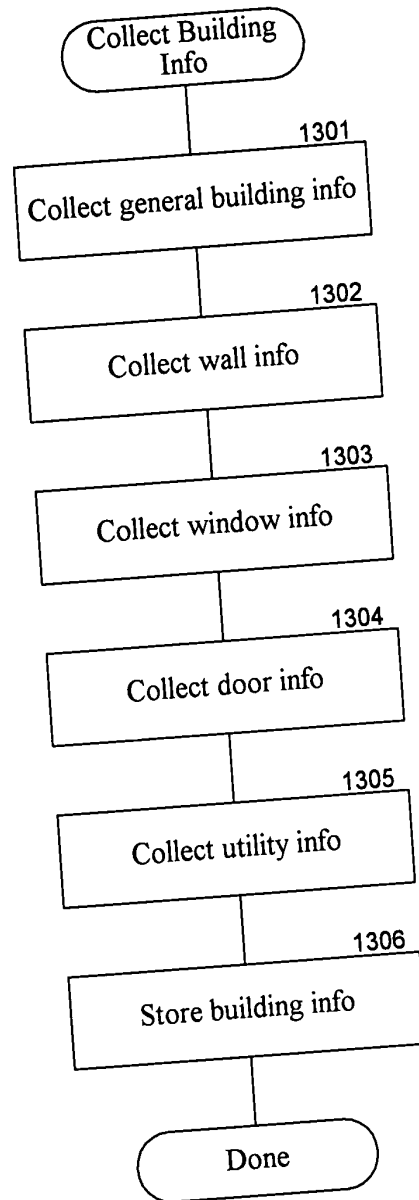 Collect Building
Info
1301
Collect general building info
1302
Collect wall info
1303
Collect window info
1304
Collect door info
1305
Collect utility info
1306
Store building info
Done